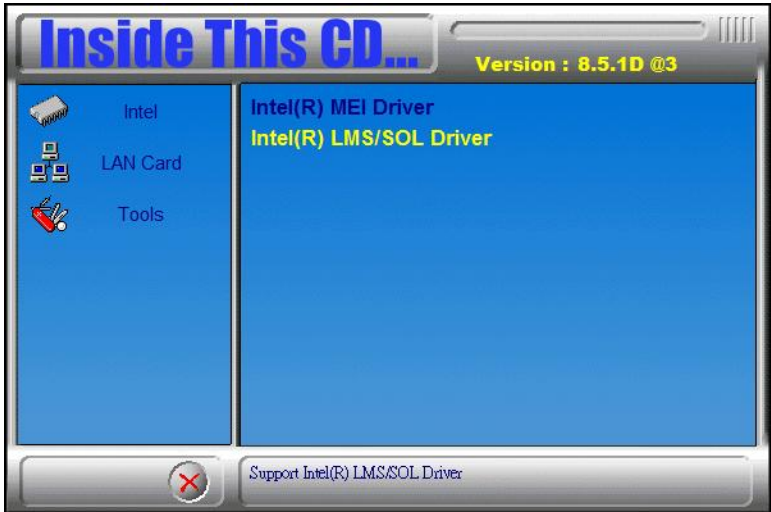 Inside This CD...
Version : 8.5.1D @3
Intel
LAN Card
Tools
Intel(R) MEI Driver
Intel(R) LMS/SOL Driver
Support Intel(R) LMS/SOL Driver